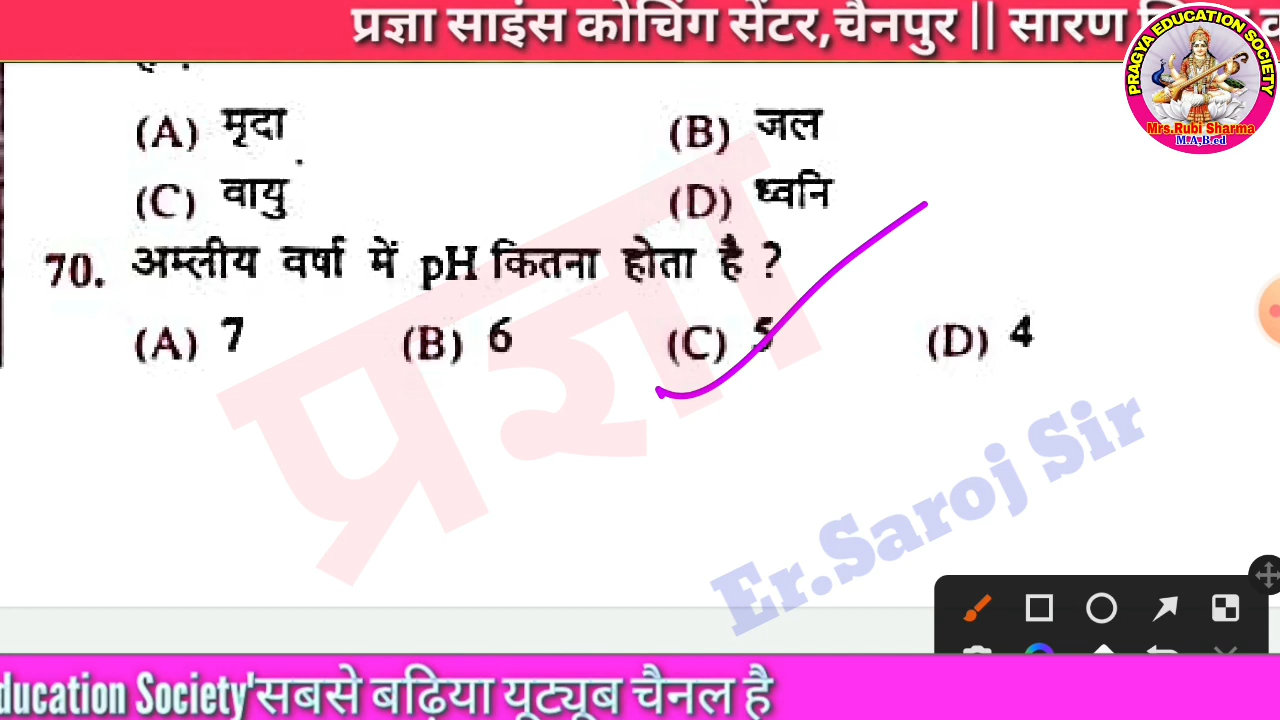 प्रज्ञा साइंस कोचिंग सेंटर,चैनपुर || सारण
PRAGYA EDUCATION SOCIETY
Mrs.Rubi Sharma
M.A,B.ed
(A) मृदा
(B) जल
(C) वायु
(D) ध्वनि
70. अम्लीय वर्षा में pH कितना होता है ?
(A) 7 (B) 6 (C) 5 (D) 4
प्रज्ञा
Er.Saroj Sir
ducation Society'सबसे बढ़िया यूट्यूब चैनल है